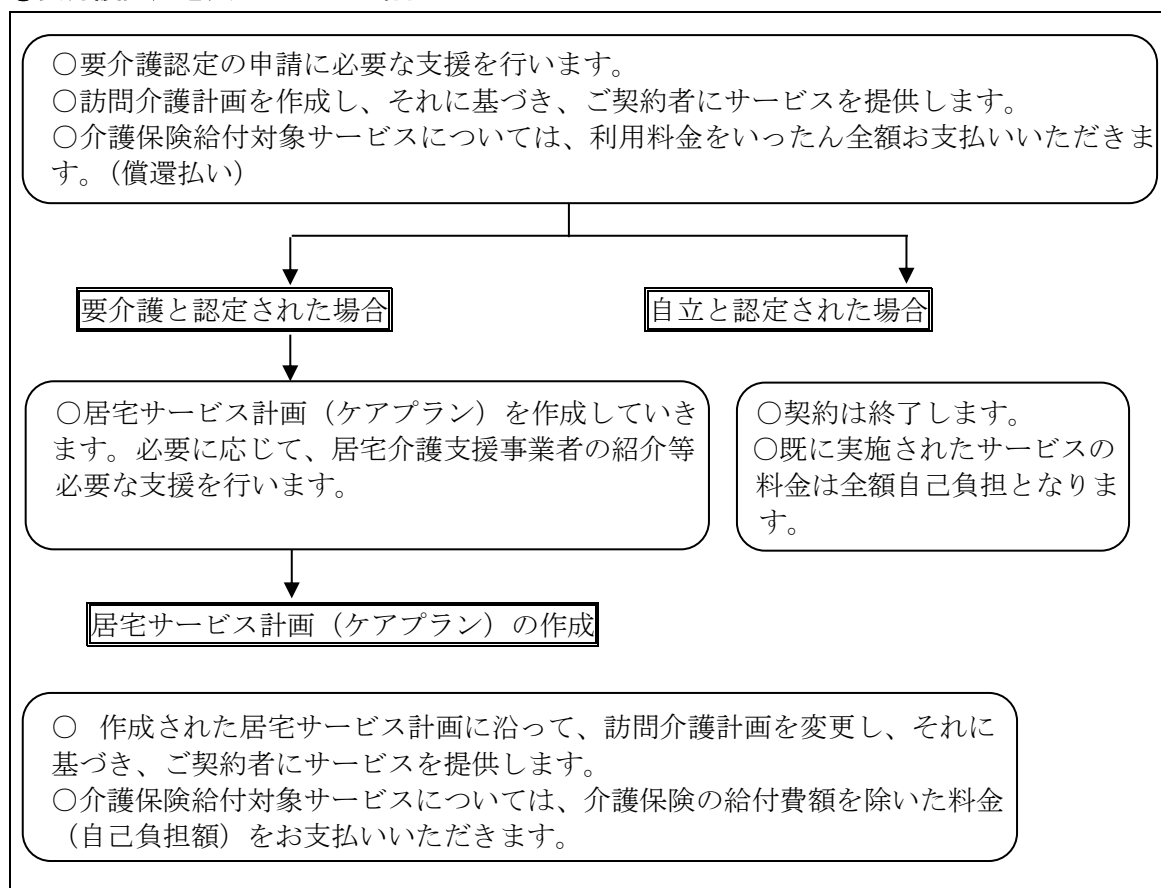 ○要介護認定の申請に必要な支援を行います。
○訪問介護計画を作成し、それに基づき、ご契約者にサービスを提供します。
○介護保険給付対象サービスについては、利用料金をいったん全額お支払いいただきま
す。（償還払い）
要介護と認定された場合
自立と認定された場合
○居宅サービス計画（ケアプラン）を作成していき
ます。必要に応じて、居宅介護支援事業者の紹介等
必要な支援を行います。
○契約は終了します。
○既に実施されたサービスの
料金は全額自己負担となりま
す。
居宅サービス計画（ケアプラン）の作成
○ 作成された居宅サービス計画に沿って、訪問介護計画を変更し、それに
基づき、ご契約者にサービスを提供します。
○介護保険給付対象サービスについては、介護保険の給付費額を除いた料金
（自己負担額）をお支払いいただきます。